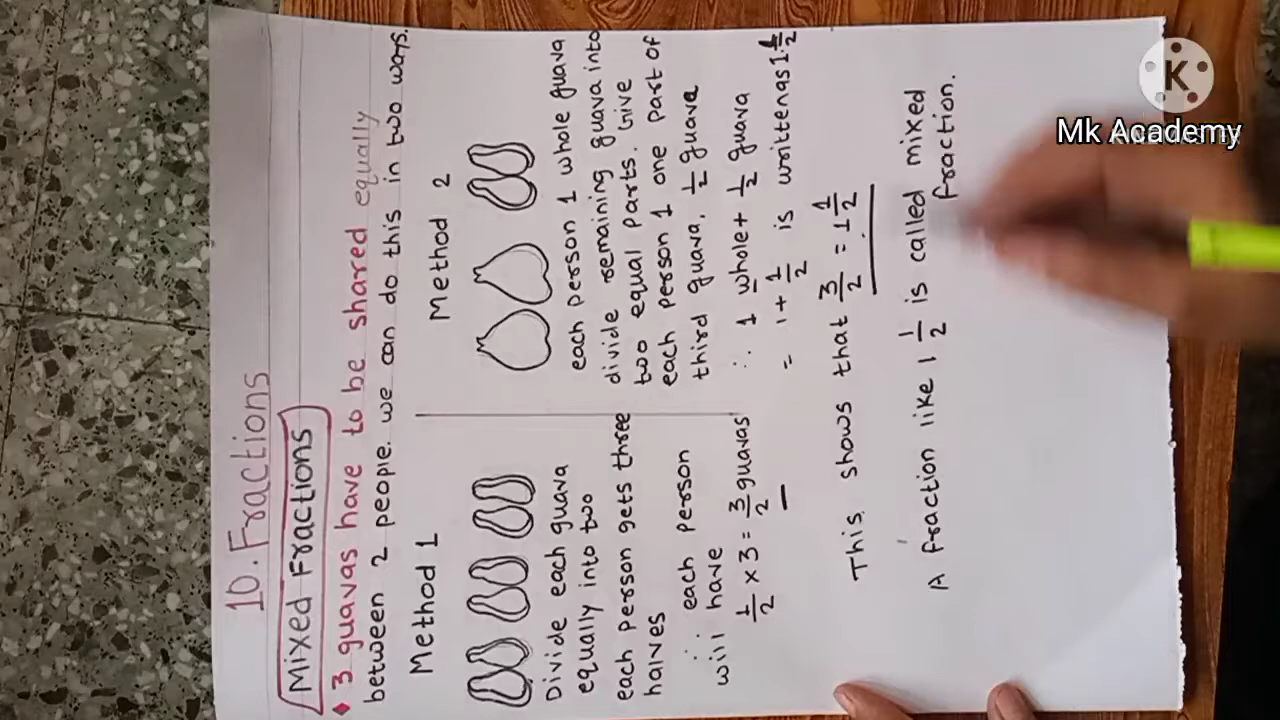 10. Fractions
Mixed Fractions
♦ 3 guavas have to be shared equally
between 2 people. we can do this in two ways.
Method 1
Divide each guava
equally into two
each person gets three
halves
∴ each person
will have
1/2 × 3 = 3/2 guavas
Method 2
each person 1 whole guava
divide remaining guava into
two equal parts. Give
each person 1 one part of
third guava. 1/2 guava
∴ 1 whole + 1/2 guava
= 1 + 1/2 is written as 1 1/2
This shows that 3/2 = 1 1/2
A fraction like 1 1/2 is called mixed
fraction.
K
Mk Academy